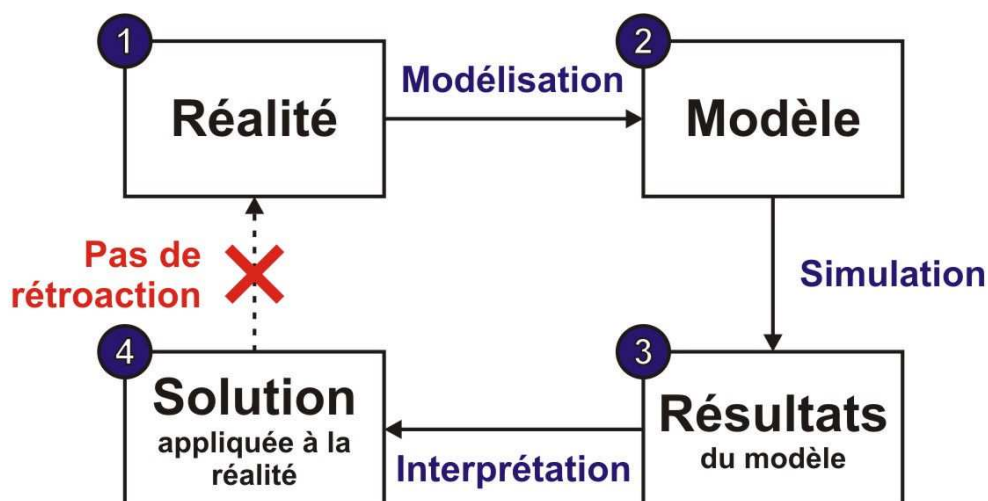 1
Réalité
Modélisation
2
Modèle
Pas de
rétroaction
Simulation
4
Solution
appliquée à la
réalité
Interprétation
3
Résultats
du modèle